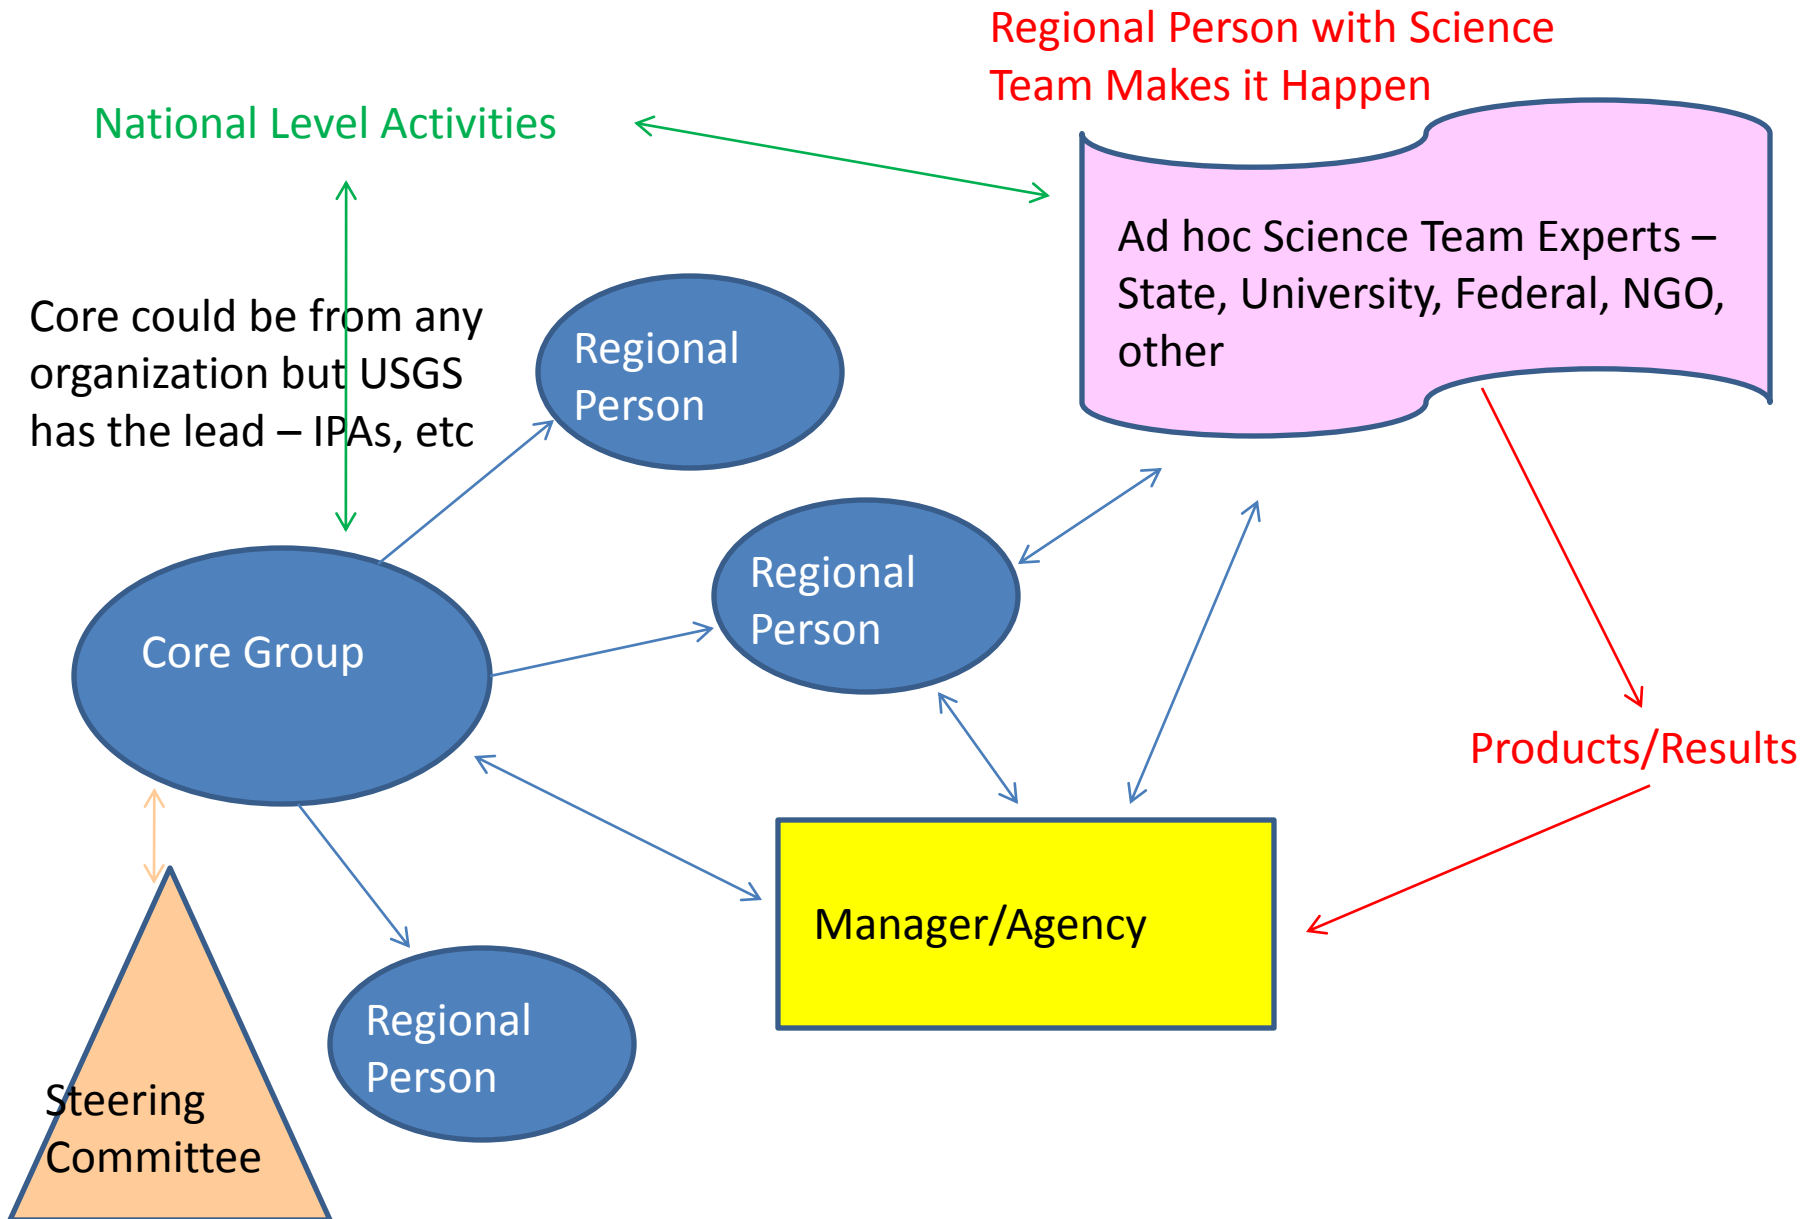 Regional Person with Science
Team Makes it Happen
National Level Activities
Ad hoc Science Team Experts –
State, University, Federal, NGO,
other
Core could be from any
organization but USGS
has the lead – IPAs, etc
Regional
Person
Regional
Person
Core Group
Products/Results
Manager/Agency
Regional
Person
Steering
Committee